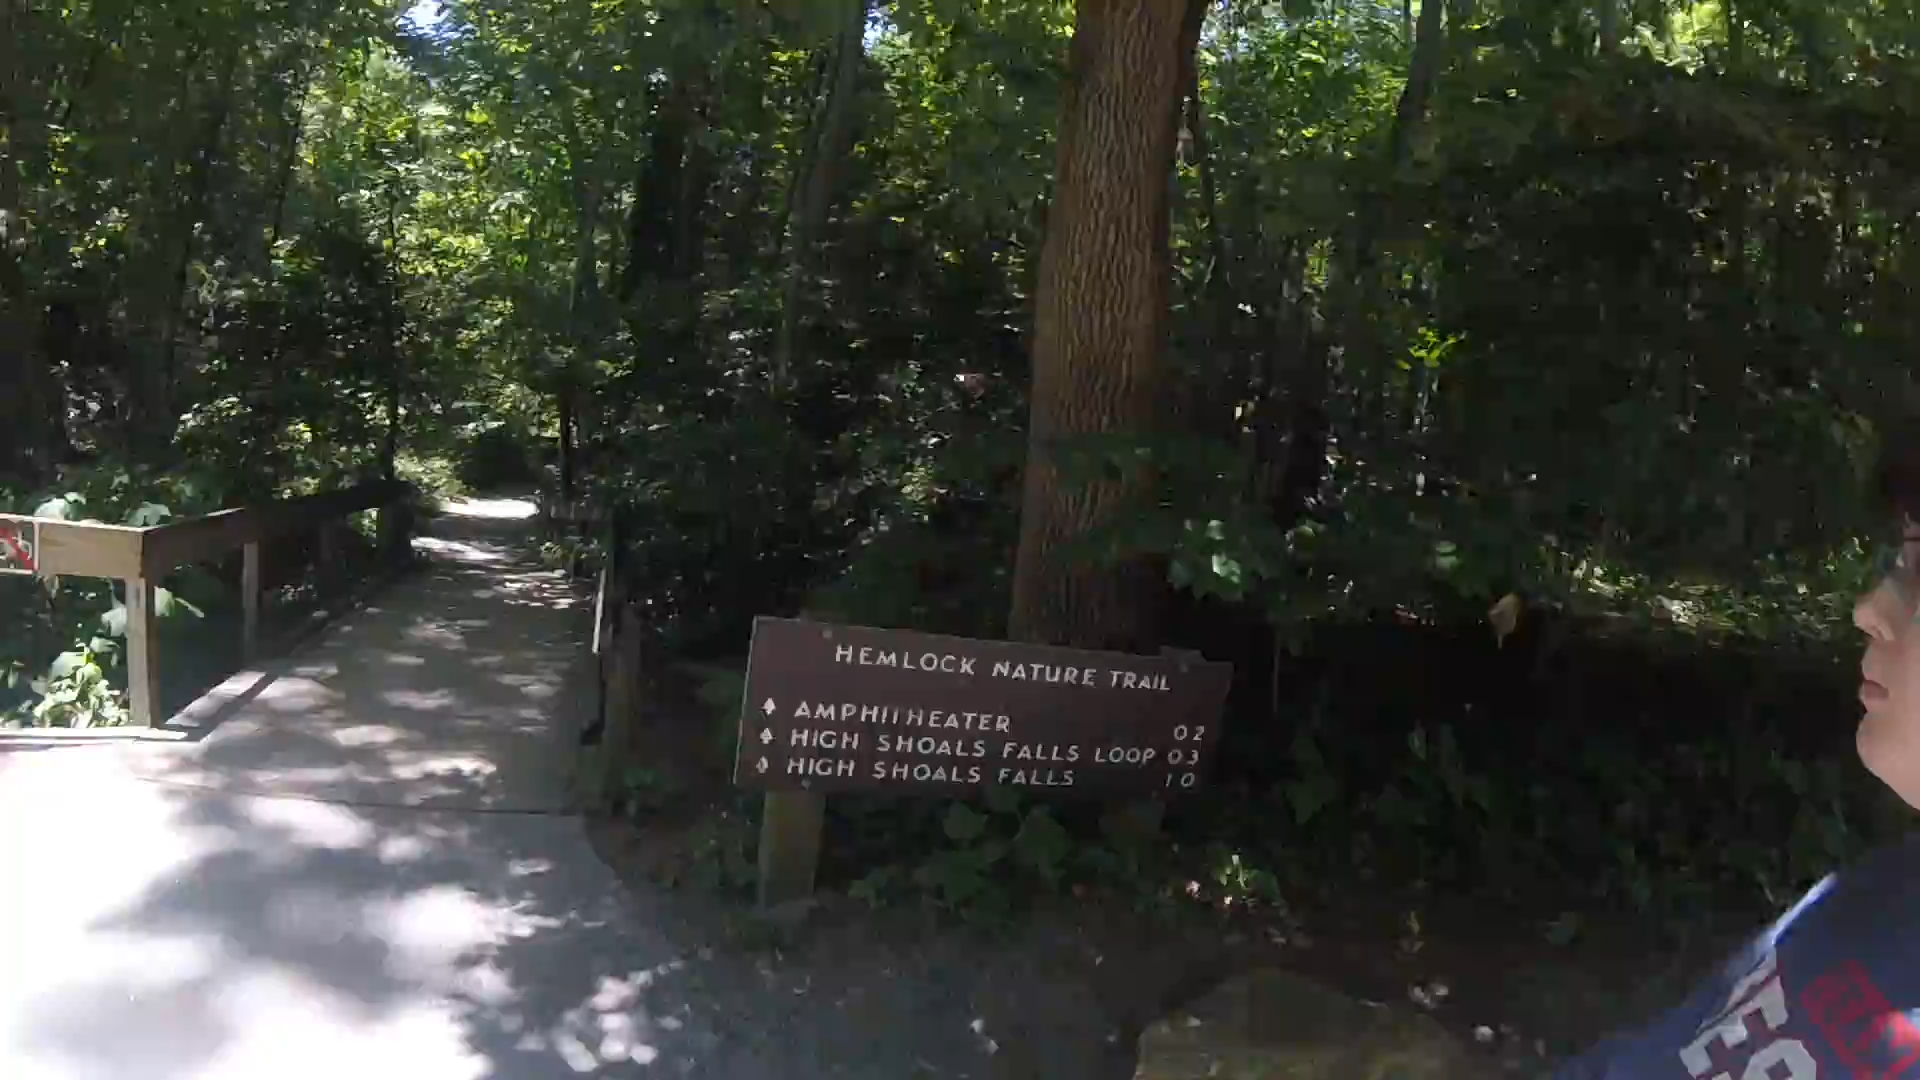 HEMLOCK NATURE TRAIL
AMPHITHEATER 02
HIGH SHOALS FALLS LOOP 03
HIGH SHOALS FALLS 10